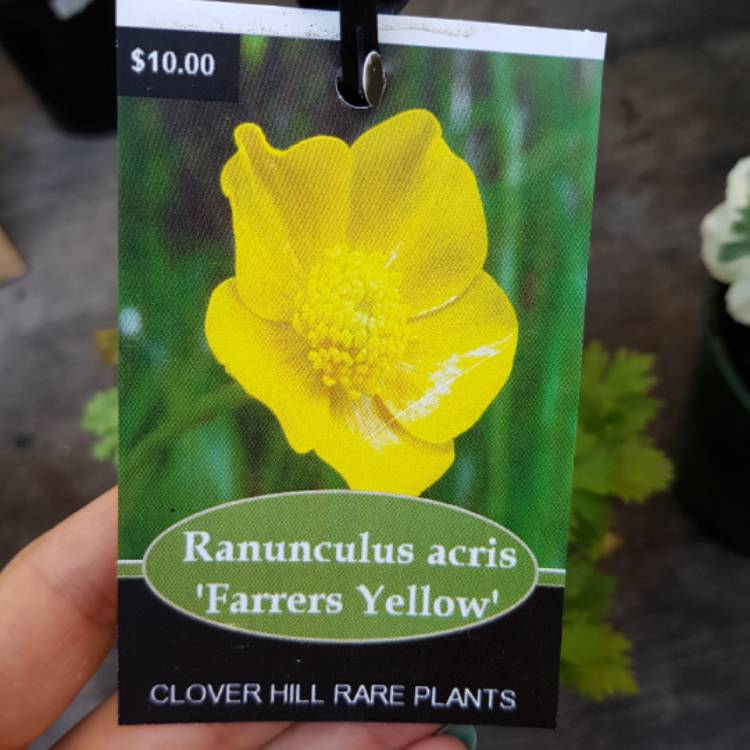 $10.00
Ranunculus acris
'Farrers Yellow'
CLOVER HILL RARE PLANTS